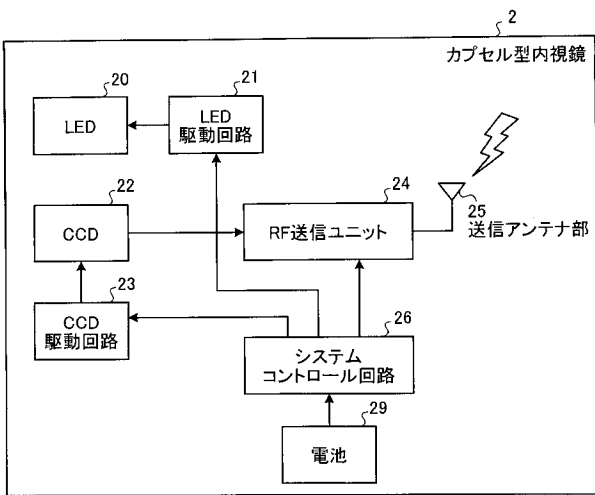 2
カプセル型内視鏡
20
LED
21
LED
駆動回路
22
CCD
24
RF送信ユニット
25
送信アンテナ部
23
CCD
駆動回路
26
システム
コントロール回路
29
電池